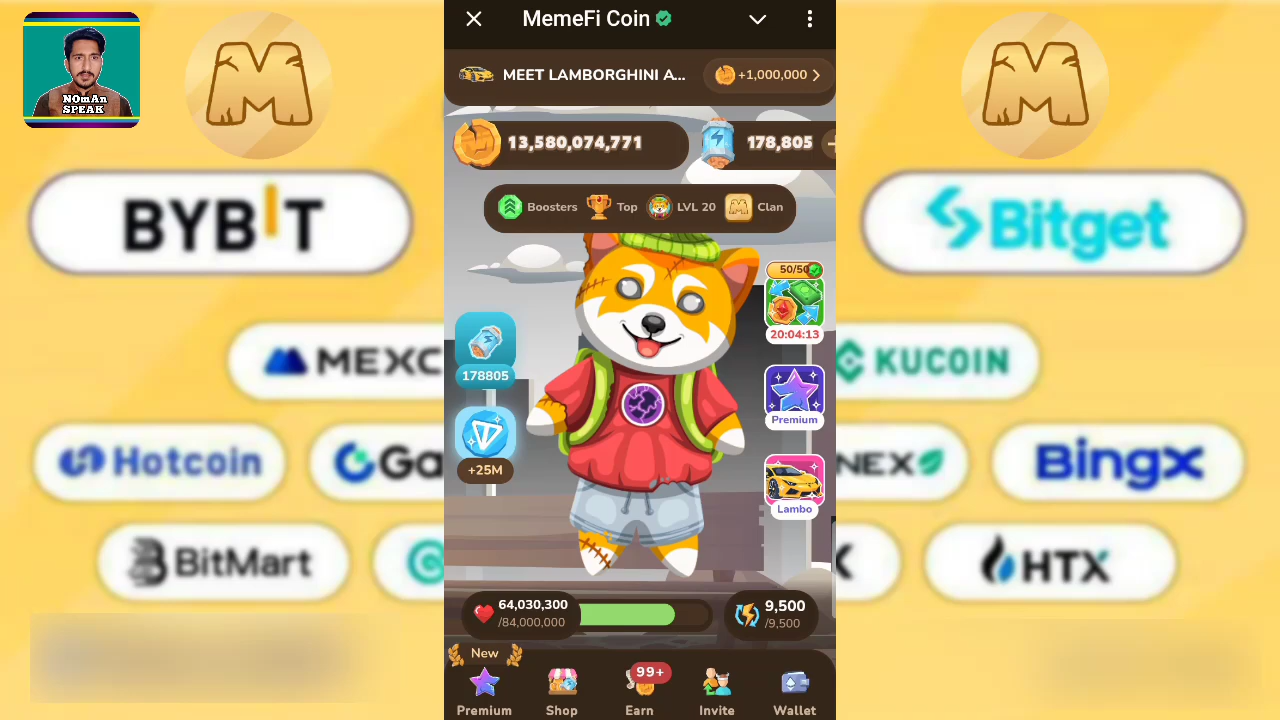 MemeFi Coin
NOmAn
SPEAK
MEET LAMBORGHINI A...
+1,000,000
13,580,074,771
178,805
Boosters
Top
LVL 20
Clan
BYBIT
Bitget
50/50
20:04:13
178805
MEXC
KUCOIN
Premium
+25M
Hotcoin
Ga
NEX
BingX
Lambo
BitMart
X
HTX
64,030,300
/84,000,000
9,500
/9,500
New
99+
Premium
Shop
Earn
Invite
Wallet